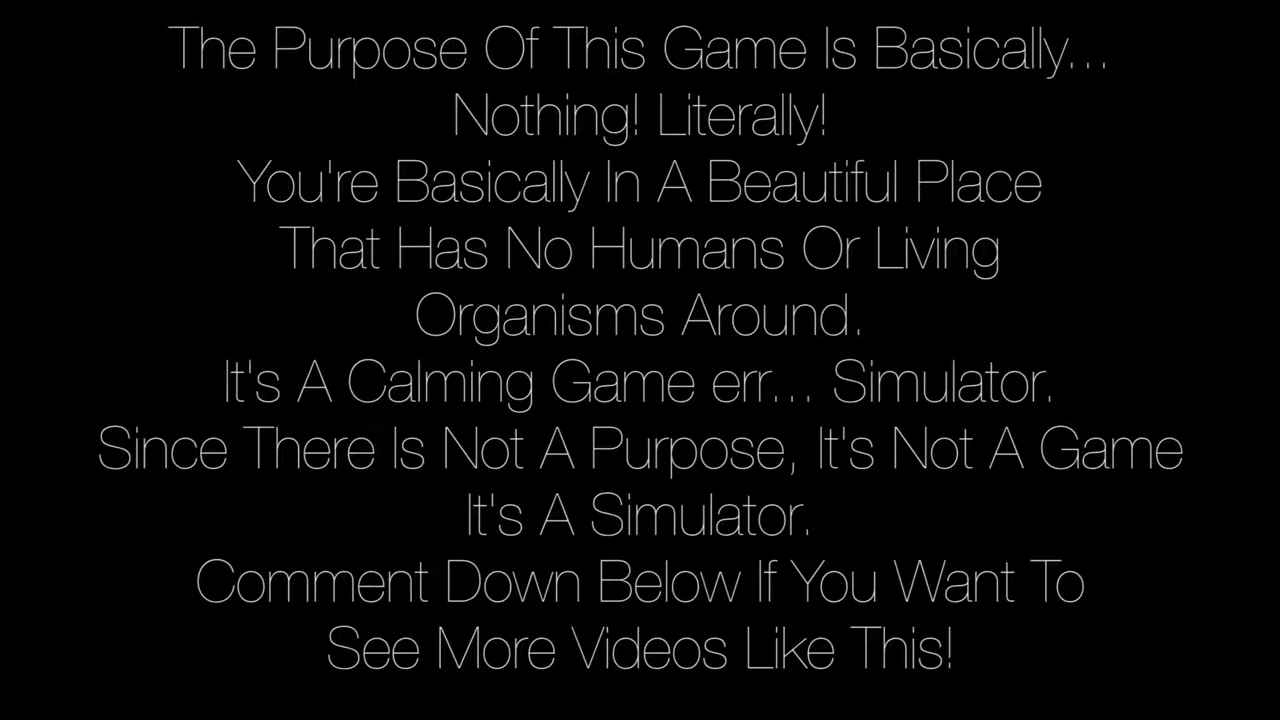 The Purpose Of This Game Is Basically...
Nothing! Literally!
You're Basically In A Beautiful Place
That Has No Humans Or Living
Organisms Around.
It's A Calming Game err... Simulator.
Since There Is Not A Purpose, It's Not A Game
It's A Simulator.
Comment Down Below If You Want To
See More Videos Like This!